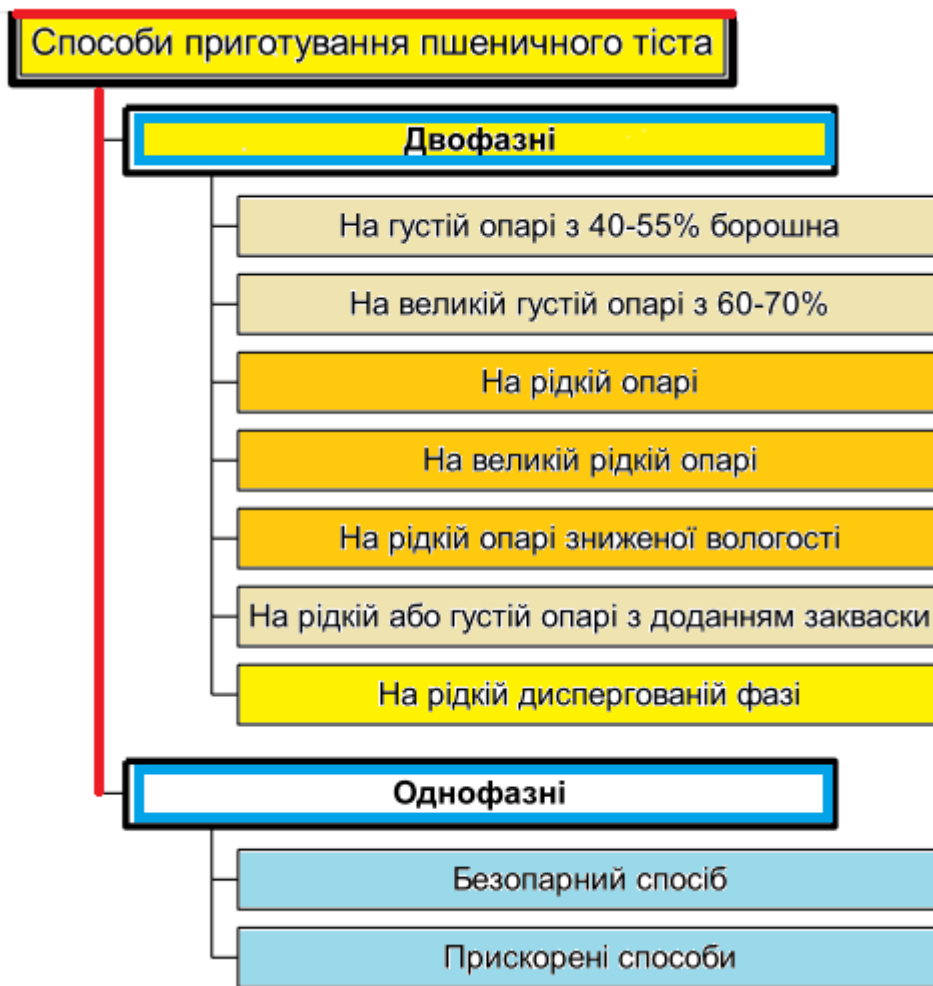 Способи приготування пшеничного тіста
Двофазні
На густій опарі з 40-55% борошна
На великій густій опарі з 60-70%
На рідкій опарі
На великій рідкій опарі
На рідкій опарі зниженої вологості
На рідкій або густій опарі з доданням закваски
На рідкій диспергованій фазі
Однофазні
Безопарний спосіб
Прискорені способи